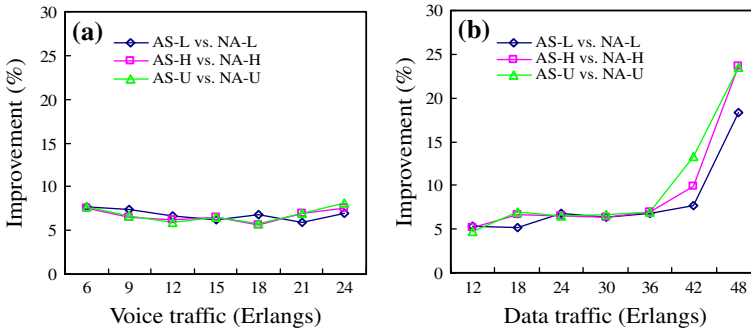 (a)
AS-L vs. NA-L
AS-H vs. NA-H
AS-U vs. NA-U
Improvement (%)
30
25
20
15
10
5
0
6 9 12 15 18 21 24
Voice traffic (Erlangs)
(b)
AS-L vs. NA-L
AS-H vs. NA-H
AS-U vs. NA-U
Improvement (%)
30
25
20
15
10
5
0
12 18 24 30 36 42 48
Data traffic (Erlangs)